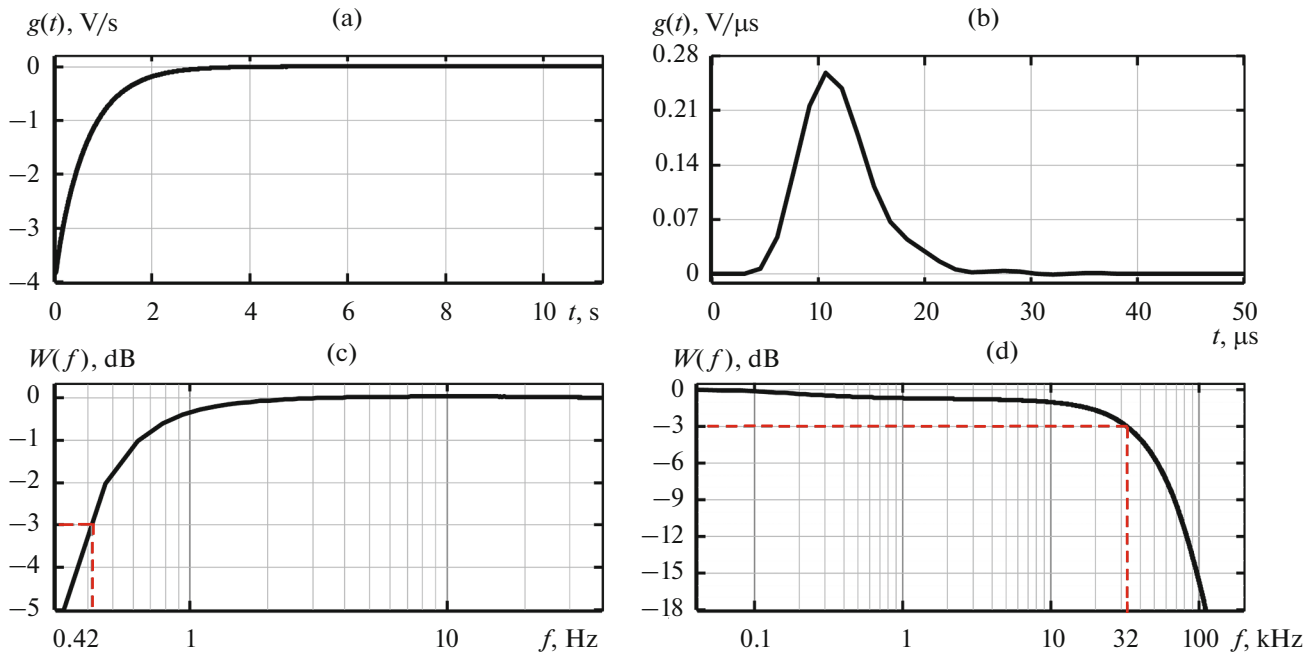 (a)
g(t), V/s
0
−1
−2
−3
−4
0 2 4 6 8 10 t, s
(b)
g(t), V/μs
0.28
0.21
0.14
0.07
0
0 10 20 30 40 50
t, μs
(c)
W(f), dB
0
−1
−2
−3
−4
−5
0.42 1 10 f, Hz
(d)
W(f), dB
0
−3
−6
−9
−12
−15
−18
0.1 1 10 32 100 f, kHz